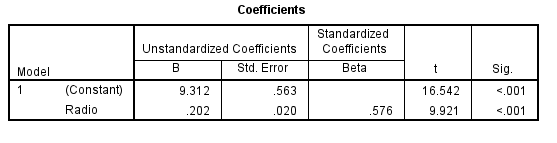 Coefficients
Unstandardized Coefficients Standardized Coefficients
Model B Std. Error Beta t Sig.
1 (Constant) 9.312 .563 16.542 <.001
Radio .202 .020 .576 9.921 <.001